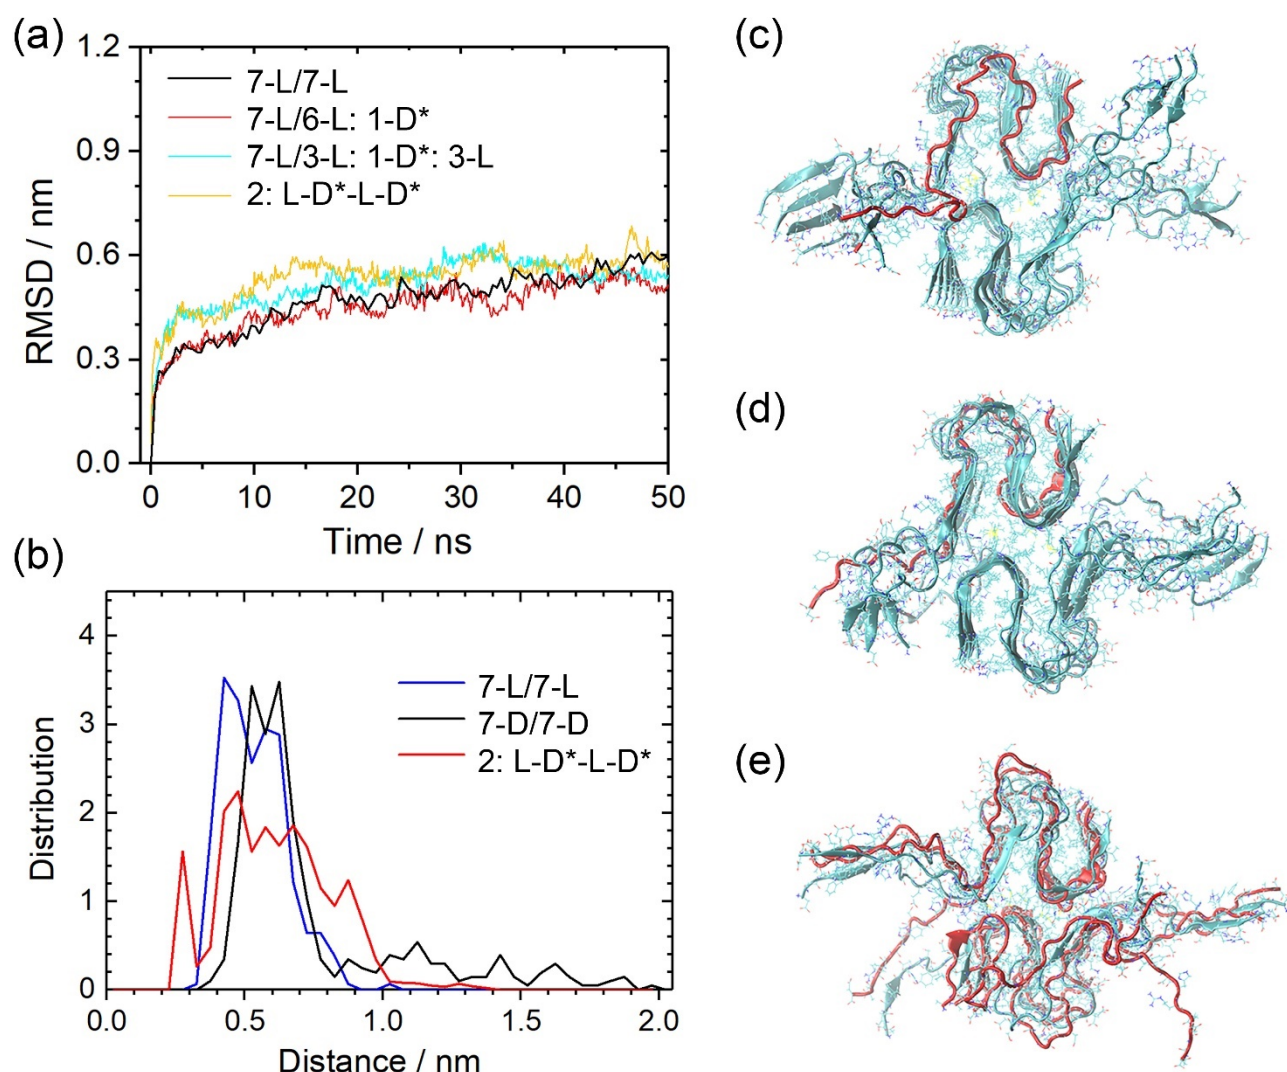 (a)
1.2
0.9
0.6
0.3
0.0
RMSD / nm
7-L/7-L
7-L/6-L: 1-D*
7-L/3-L: 1-D*: 3-L
2: L-D*-L-D*
0 10 20 30 40 50
Time / ns
(b)
4
3
2
1
0
Distribution
7-L/7-L
7-D/7-D
2: L-D*-L-D*
0.0 0.5 1.0 1.5 2.0
Distance / nm
(c)
(d)
(e)